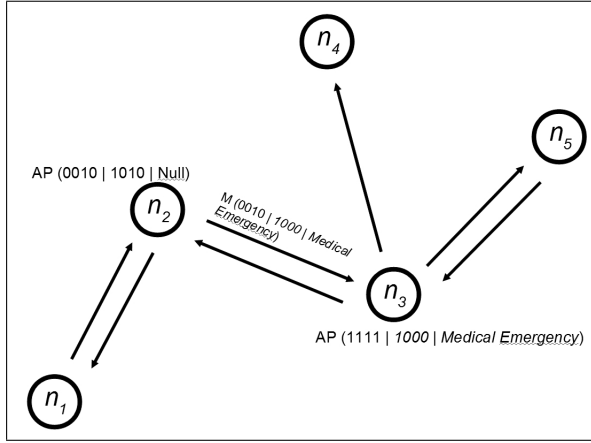 n4
n5
AP (0010 | 1010 | Null)
n2
M (0010 | 1000 | Medical
Emergency)
n3
AP (1111 | 1000 | Medical Emergency)
n1